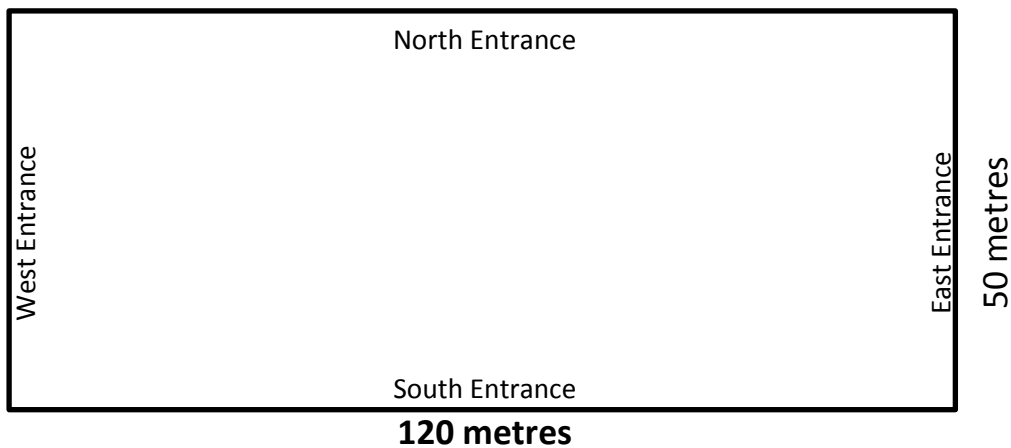 North Entrance
West Entrance
East Entrance
50 metres
South Entrance
120 metres